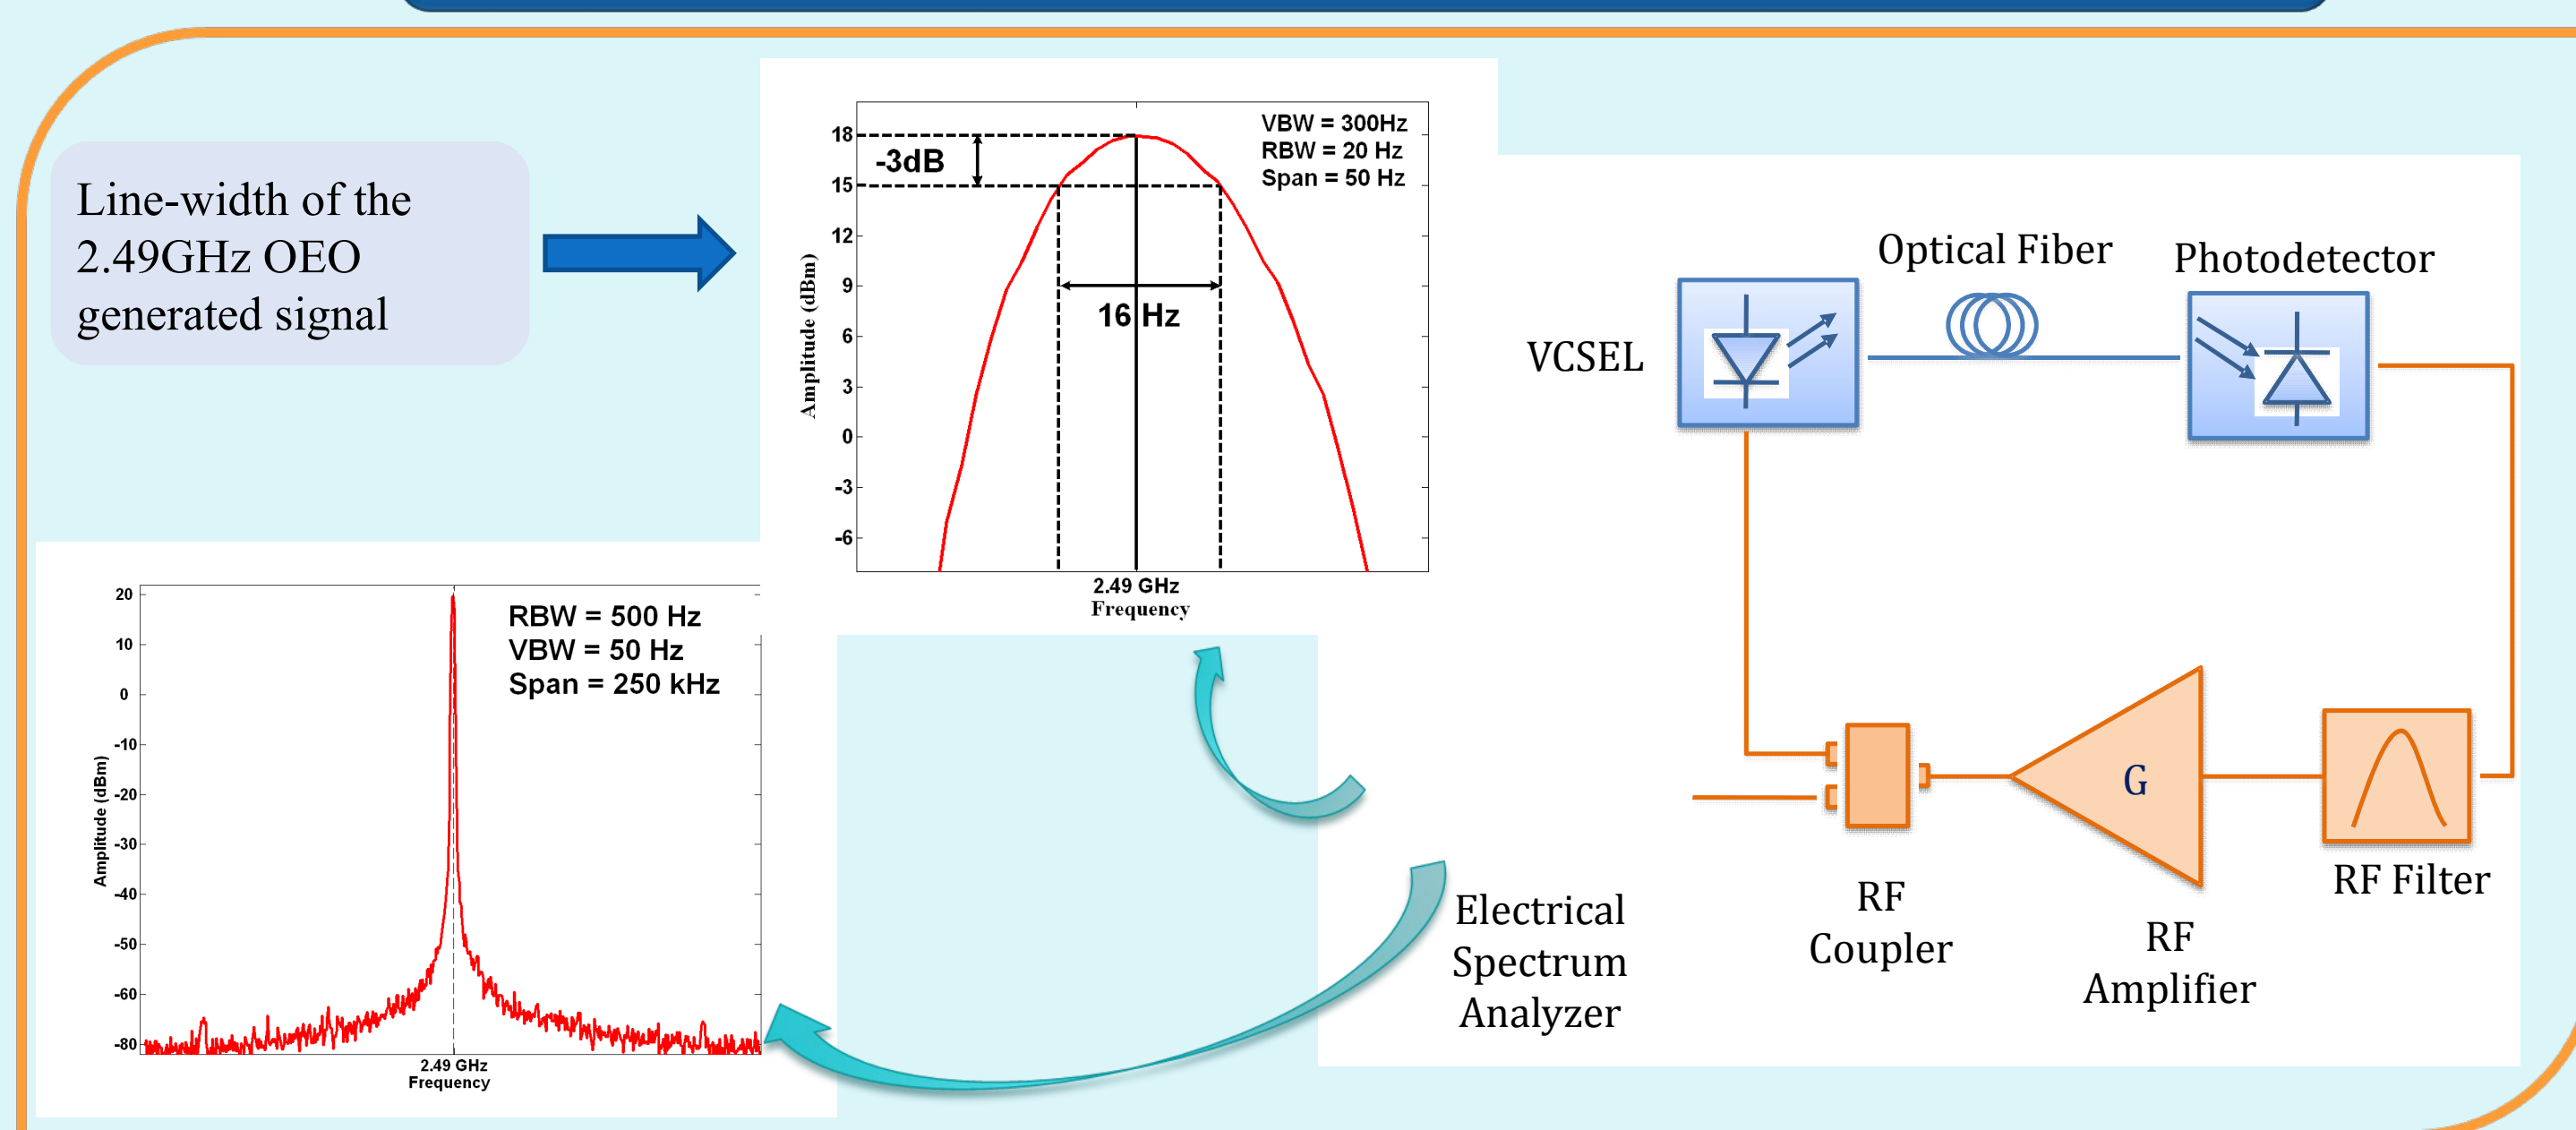 Line-width of the
2.49GHz OEO
generated signal
18
15
12
9
6
3
0
-3
-6
Amplitude (dBm)
-3dB
16 Hz
VBW = 300Hz
RBW = 20 Hz
Span = 50 Hz
2.49 GHz
Frequency
20
10
0
-10
-20
-30
-40
-50
-60
-80
Amplitude (dBm)
RBW = 500 Hz
VBW = 50 Hz
Span = 250 kHz
2.49 GHz
Frequency
Optical Fiber
Photodetector
VCSEL
G
RF Filter
RF
Coupler
RF
Amplifier
Electrical
Spectrum
Analyzer